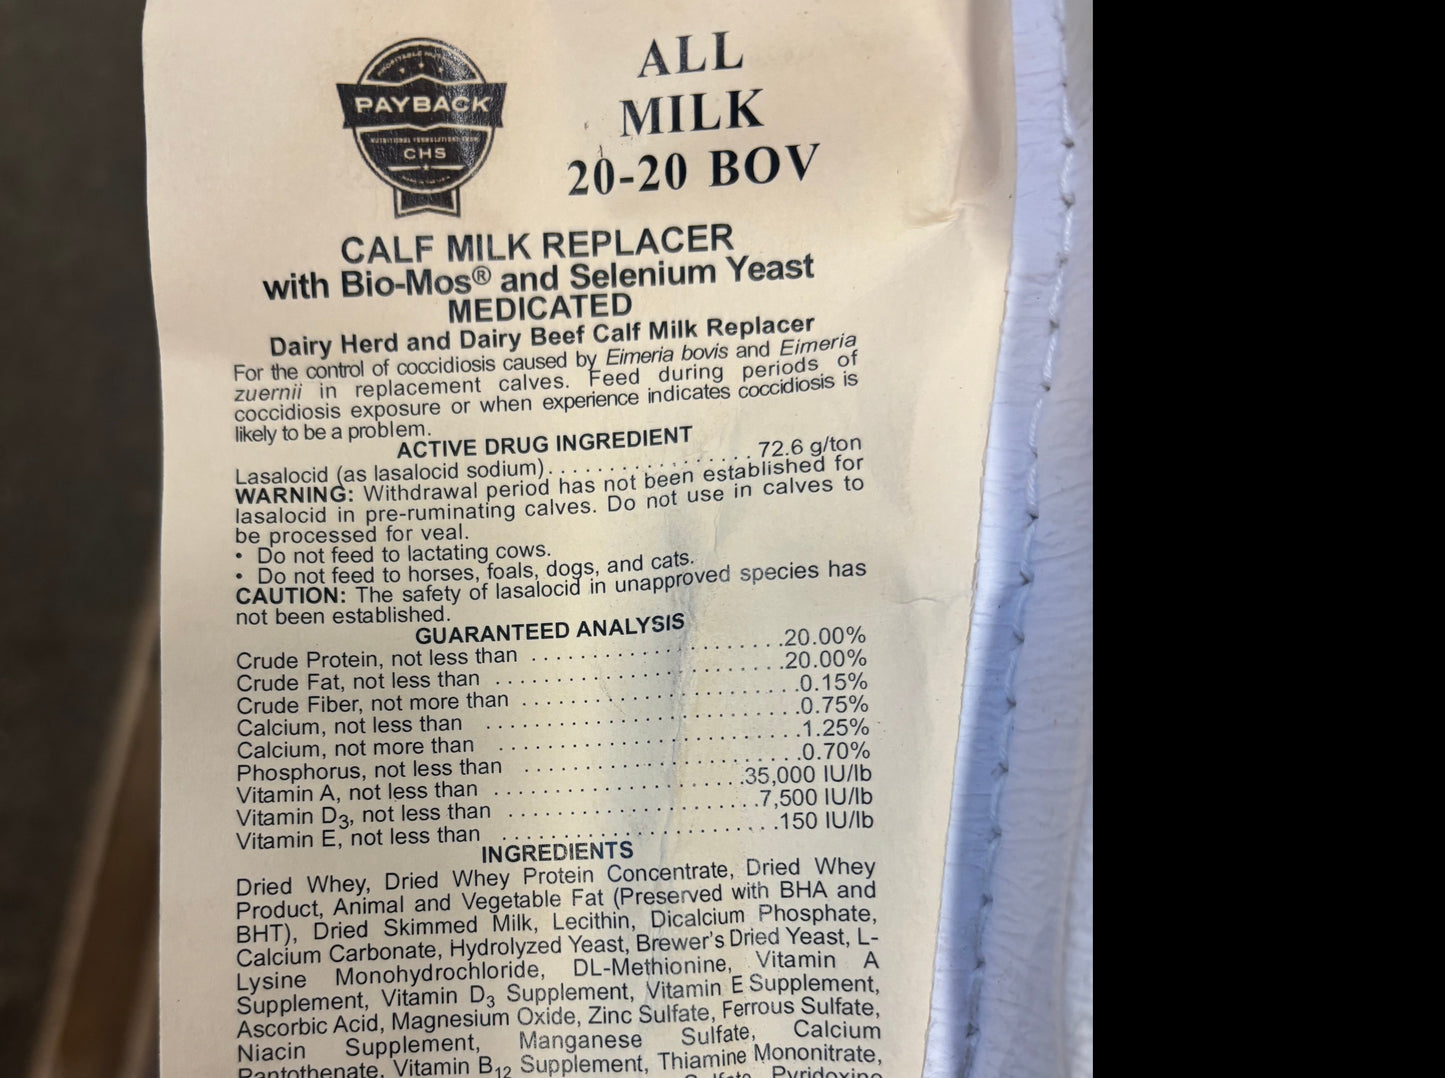 PAYBACK
CHS
ALL
MILK
20-20 BOV
CALF MILK REPLACER
with Bio-Mos® and Selenium Yeast
MEDICATED
Dairy Herd and Dairy Beef Calf Milk Replacer
For the control of coccidiosis caused by Eimeria bovis and Eimeria
zuernii in replacement calves. Feed during periods of
coccidiosis exposure or when experience indicates coccidiosis is
likely to be a problem.
ACTIVE DRUG INGREDIENT
Lasalocid (as lasalocid sodium) . . . . . . . . . . . . . . . . . 72.6 g/ton
WARNING: Withdrawal period has not been established for
lasalocid in pre-ruminating calves. Do not use in calves to
be processed for veal.
• Do not feed to lactating cows.
• Do not feed to horses, foals, dogs, and cats.
CAUTION: The safety of lasalocid in unapproved species has
not been established.
GUARANTEED ANALYSIS
Crude Protein, not less than . . . . . . . . . . . . . . . . . . . . 20.00%
Crude Fat, not less than . . . . . . . . . . . . . . . . . . . . . . . 20.00%
Crude Fiber, not more than . . . . . . . . . . . . . . . . . . . . . 0.15%
Calcium, not less than . . . . . . . . . . . . . . . . . . . . . . . . 0.75%
Calcium, not more than . . . . . . . . . . . . . . . . . . . . . . . 1.25%
Phosphorus, not less than . . . . . . . . . . . . . . . . . . . . . 0.70%
Vitamin A, not less than . . . . . . . . . . . . . . . . . . . 35,000 IU/lb
Vitamin D3, not less than . . . . . . . . . . . . . . . . . . . 7,500 IU/lb
Vitamin E, not less than . . . . . . . . . . . . . . . . . . . . . 150 IU/lb
INGREDIENTS
Dried Whey, Dried Whey Protein Concentrate, Dried Whey
Product, Animal and Vegetable Fat (Preserved with BHA and
BHT), Dried Skimmed Milk, Lecithin, Dicalcium Phosphate,
Calcium Carbonate, Hydrolyzed Yeast, Brewer's Dried Yeast, L-
Lysine Monohydrochloride, DL-Methionine, Vitamin A
Supplement, Vitamin D3 Supplement, Vitamin E Supplement,
Ascorbic Acid, Magnesium Oxide, Zinc Sulfate, Ferrous Sulfate,
Niacin Supplement, Manganese Sulfate, Calcium
Pantothenate, Vitamin B12 Supplement, Thiamine Mononitrate,
Pyridoxine